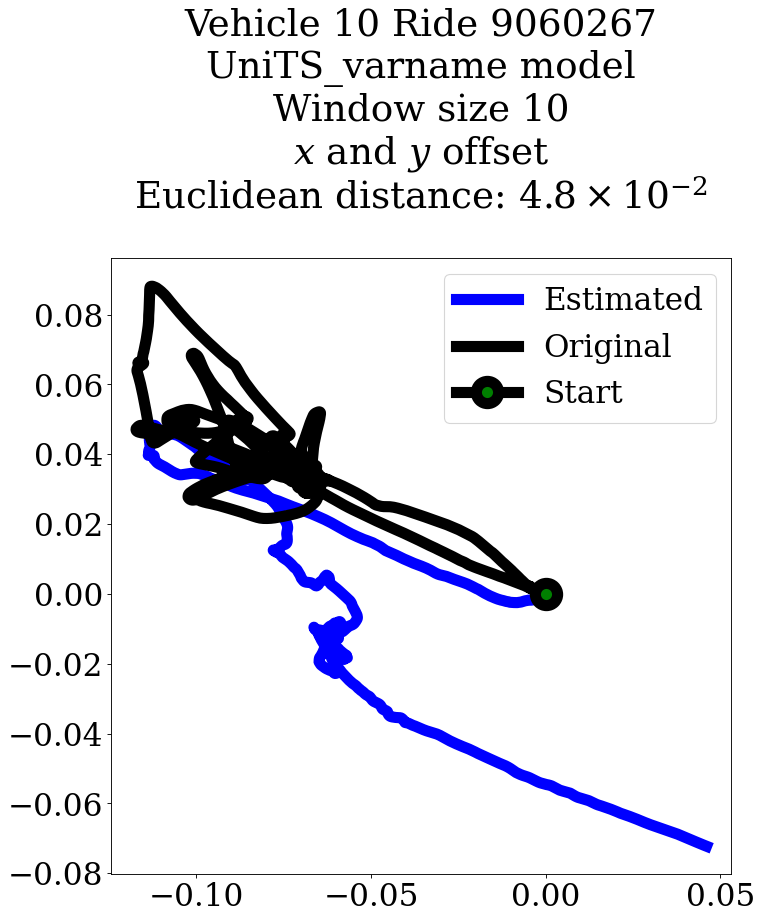 Vehicle 10 Ride 9060267
UniTS_varname model
Window size 10
x and y offset
Euclidean distance: 4.8 × 10⁻²
Estimated
Original
Start
0.08
0.06
0.04
0.02
0.00
−0.02
−0.04
−0.06
−0.08
−0.10 −0.05 0.00 0.05